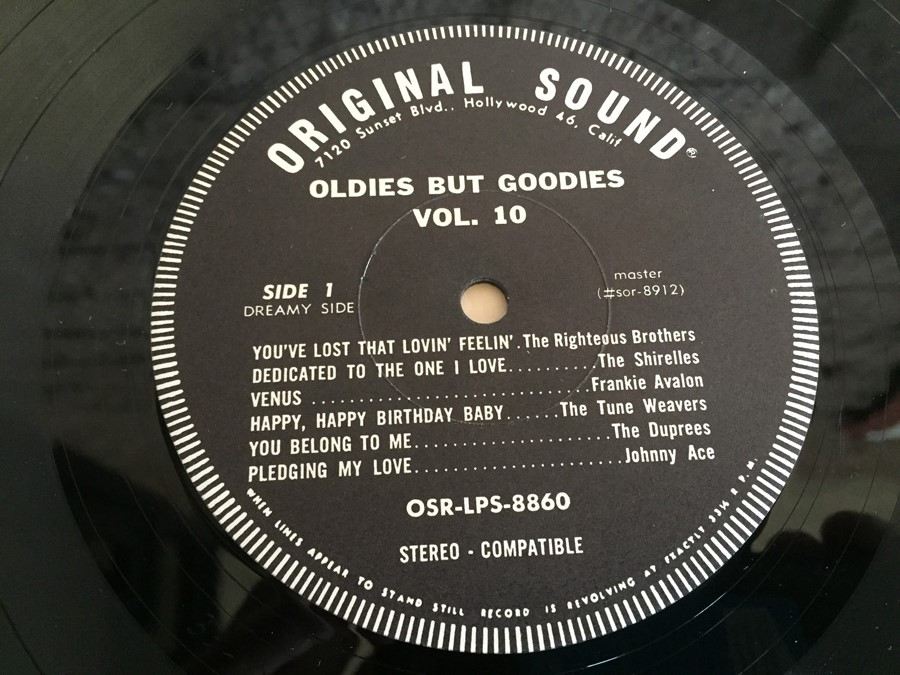 ORIGINAL SOUND®
7120 Sunset Blvd., Hollywood 46, Calif
OLDIES BUT GOODIES
VOL. 10
SIDE 1
DREAMY SIDE
master
(#sor-8912)
YOU'VE LOST THAT LOVIN' FEELIN'.The Righteous Brothers
DEDICATED TO THE ONE I LOVE..........The Shirelles
VENUS ..............................Frankie Avalon
HAPPY, HAPPY BIRTHDAY BABY.......The Tune Weavers
YOU BELONG TO ME.....................The Duprees
PLEDGING MY LOVE.......................Johnny Ace
OSR-LPS-8860
STEREO - COMPATIBLE
WHEN LINES APPEAR TO STAND STILL RECORD IS REVOLVING AT EXACTLY 33⅓ R.P.M.